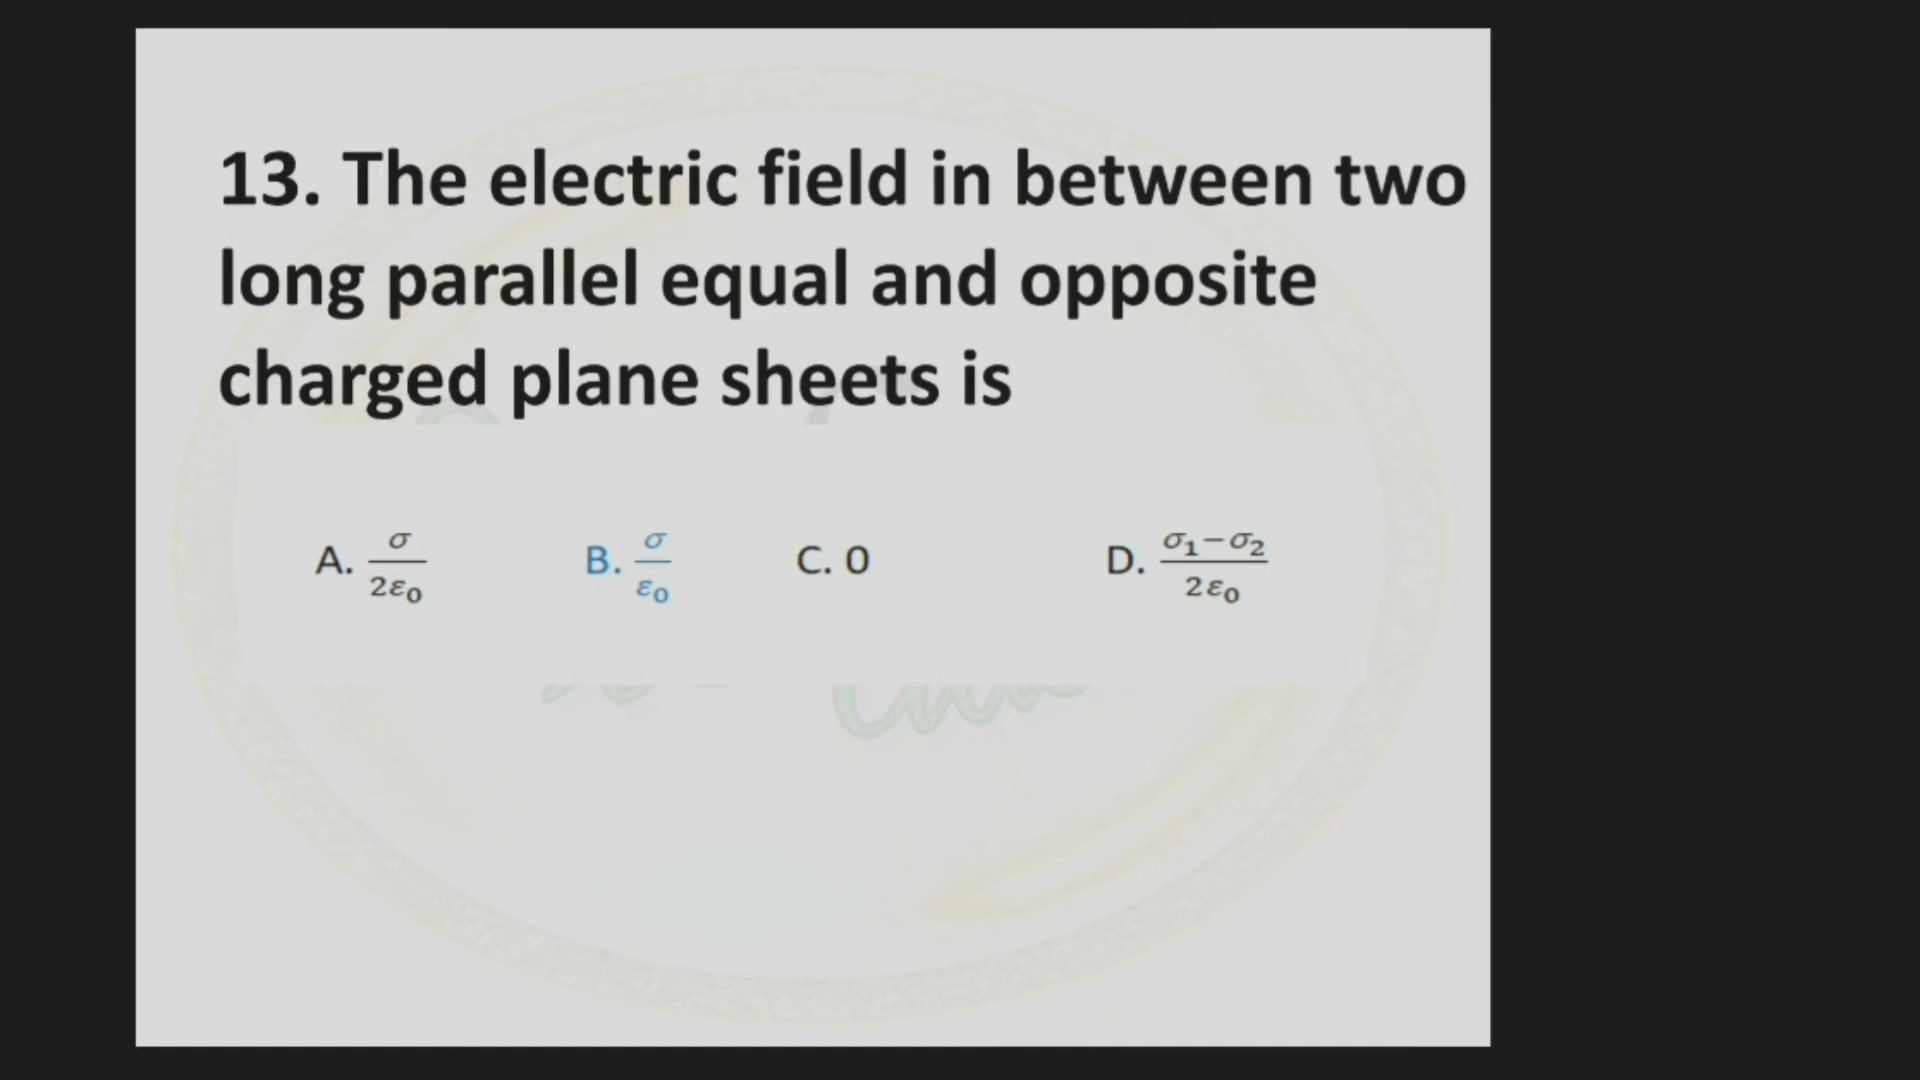 13. The electric field in between two
long parallel equal and opposite
charged plane sheets is
A. σ/2ε₀ B. σ/ε₀ C. 0 D. σ₁−σ₂/2ε₀